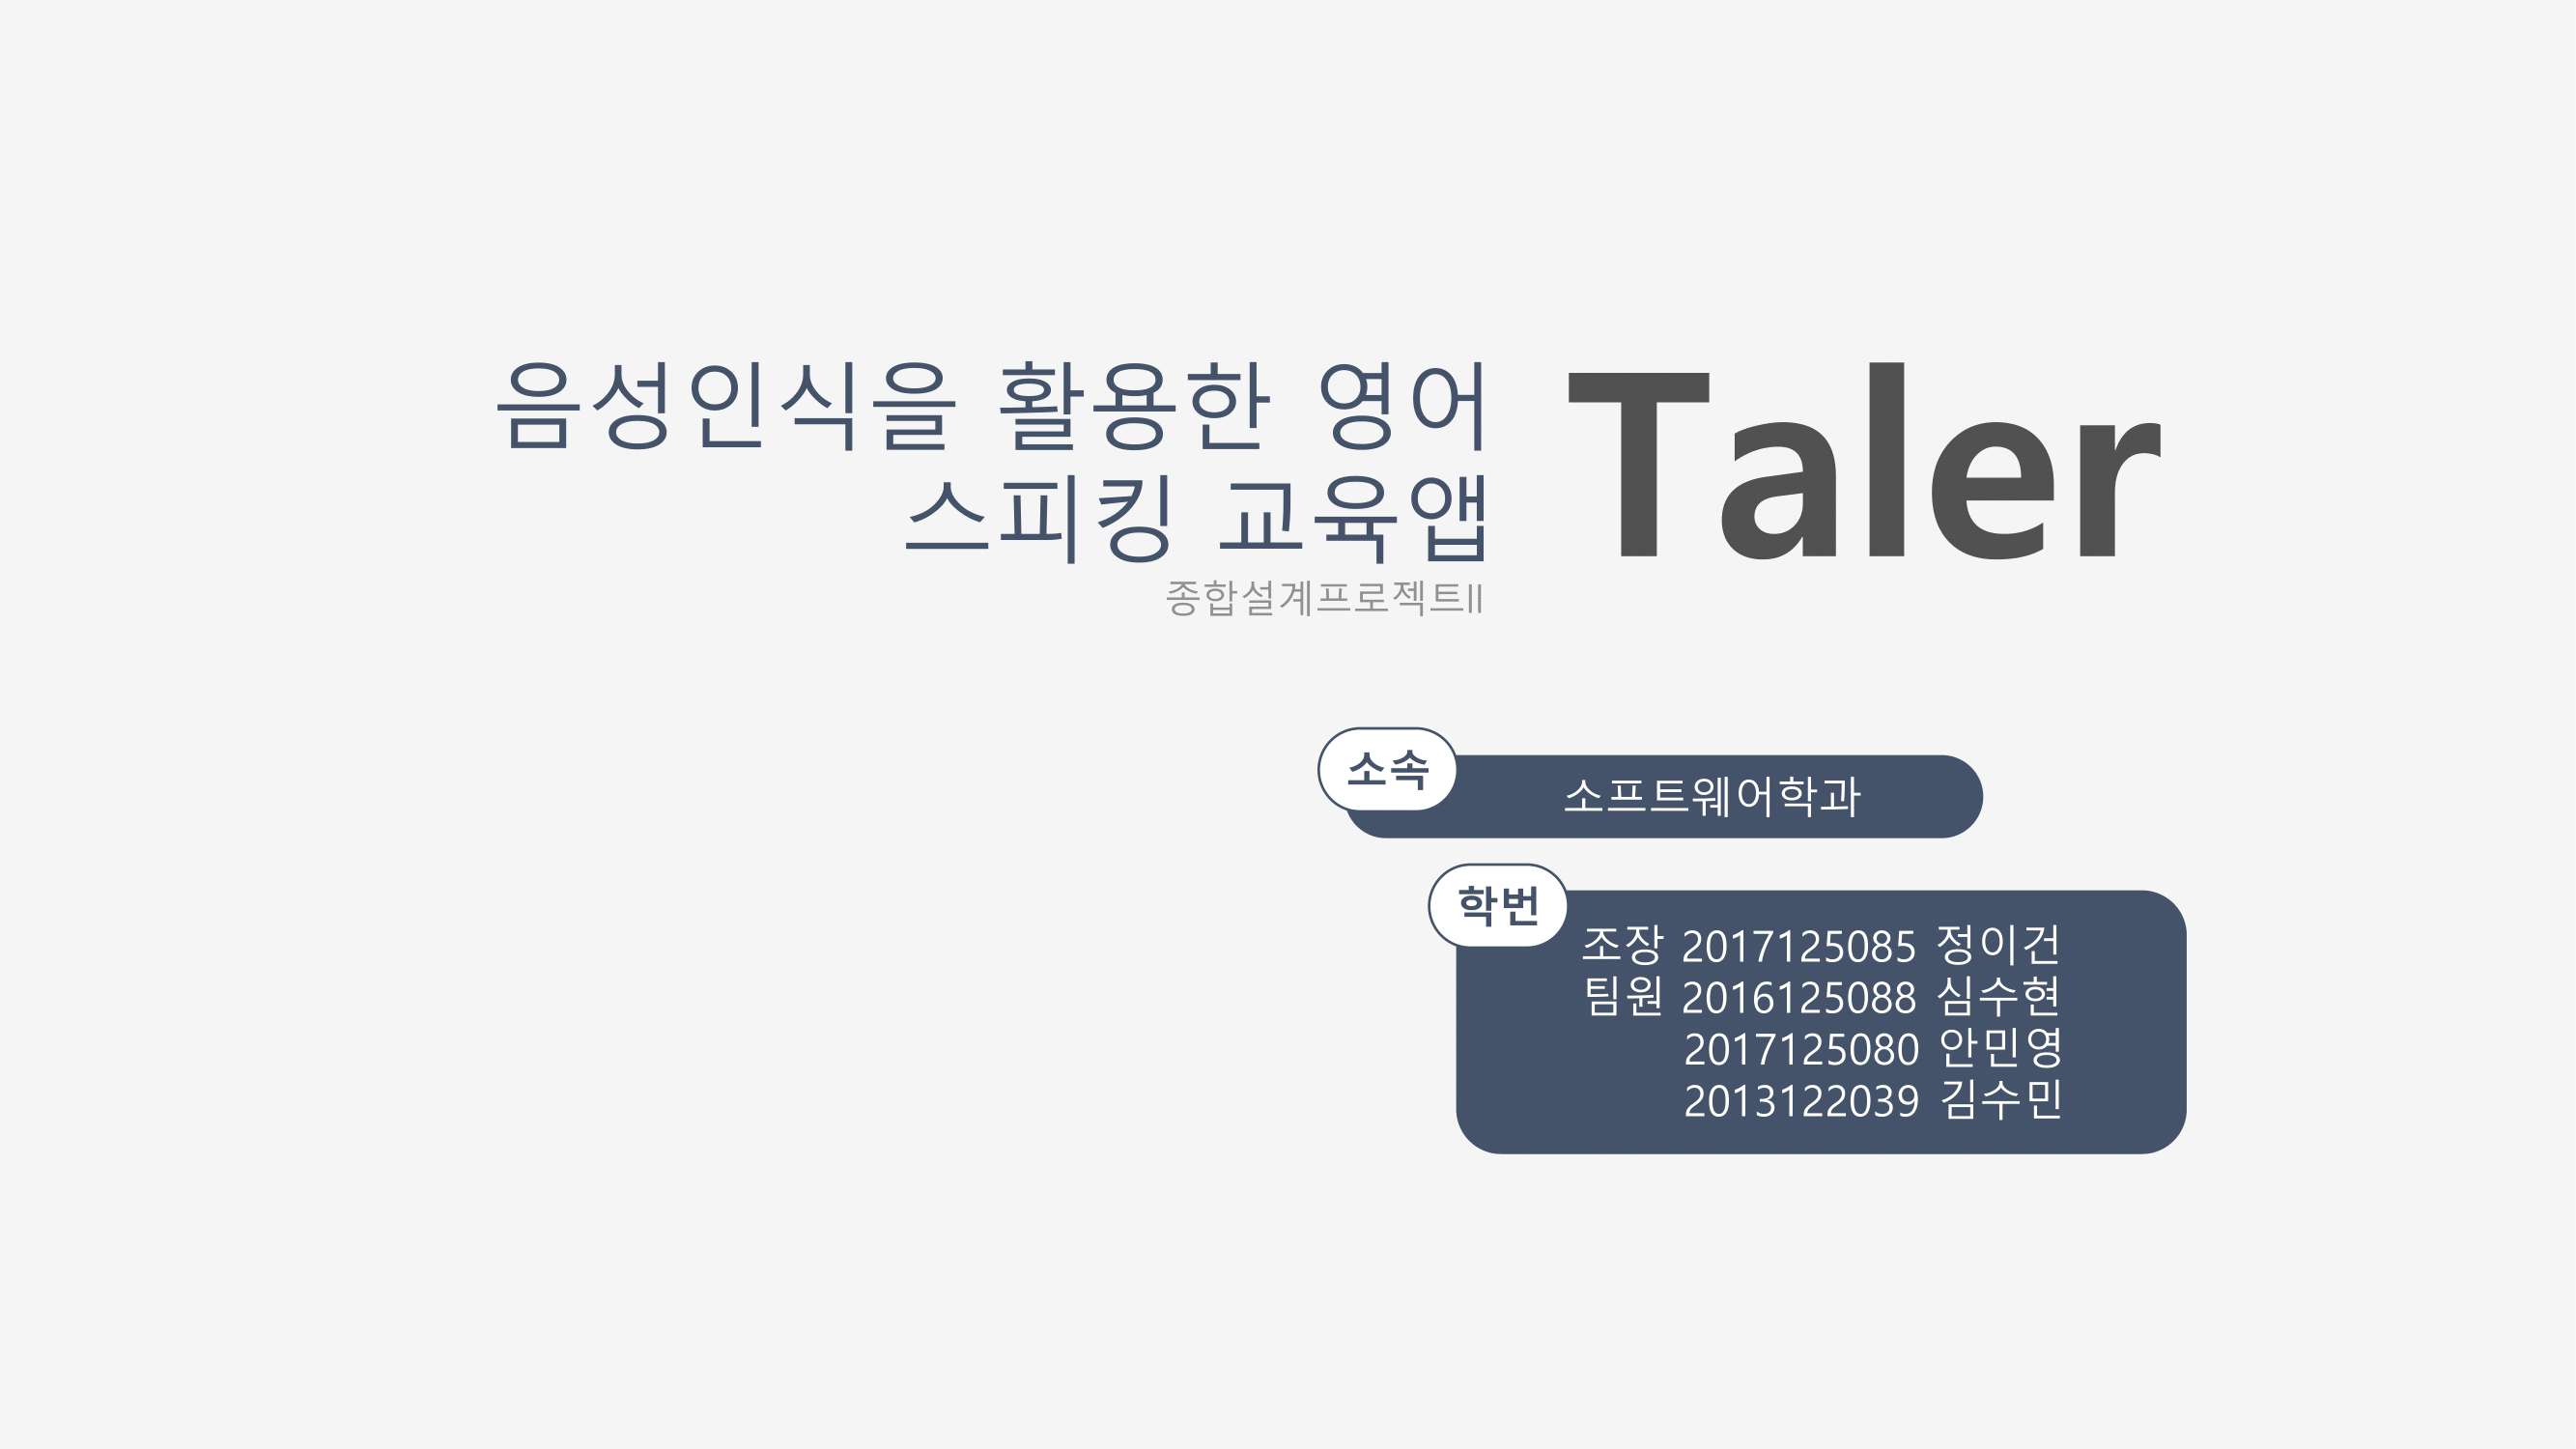 음성인식을 활용한 영어
스피킹 교육앱
Taler
종합설계프로젝트II
소속
소프트웨어학과
학번
조장 2017125085 정이건
팀원 2016125088 심수현
2017125080 안민영
2013122039 김수민